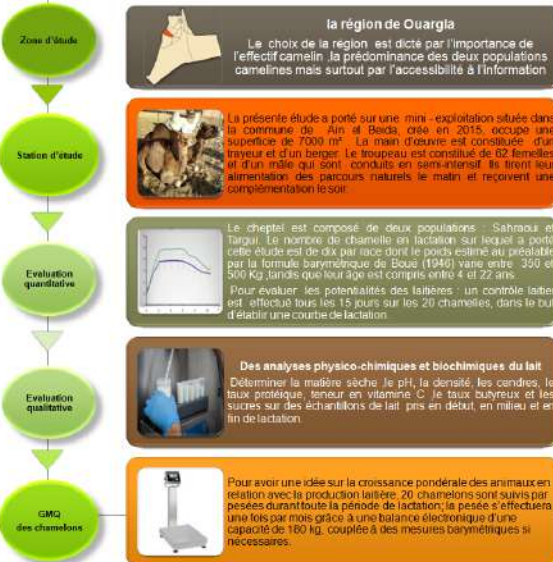 Zone d'étude
la région de Ouargla
Le choix de la région est dicté par l'importance de
l'effectif camelin ,la prédominance des deux populations
camelines mais surtout par l'accessibilité à l'information
Station d'étude
La présente étude a porté sur une mini - exploitation située dans
la commune de Ain el Beida, crée en 2015, occupe une
superficie de 7000 m² La main d'œuvre est constituée d'un
trayeur et d'un berger. Le troupeau est constitué de 62 femelles
et d'un mâle qui sont conduits en semi-intensif. Ils tirent leur
alimentation des parcours naturels le matin et reçoivent une
complémentation le soir.
Evaluation
quantitative
Le cheptel est composé de deux populations : Sahraoui et
Targui. Le nombre de chamelle en lactation sur lequel a porté
cette étude est de dix par race dont le poids estimé au préalable
par la formule barymétrique de Boué (1946) varie entre 350 et
500 Kg ,tandis que leur âge est compris entre 4 et 22 ans.
Pour évaluer les potentialités des laitières : un contrôle laitier
est effectué tous les 15 jours sur les 20 chamelles, dans le but
d'établir une courbe de lactation.
Evaluation
qualitative
Des analyses physico-chimiques et biochimiques du lait
Déterminer la matière sèche ,le pH, la densité, les cendres, le
taux protéique, teneur en vitamine C ,le taux butyreux et les
sucres sur des échantillons de lait pris en début, en milieu et en
fin de lactation.
GMQ
des chamelons
Pour avoir une idée sur la croissance pondérale des animaux en
relation avec la production laitière, 20 chamelons sont suivis par
pesées durant toute la période de lactation; la pesée s'effectuera
une fois par mois grâce à une balance électronique d'une
capacité de 180 kg, couplée à des mesures barymétriques si
nécessaires.